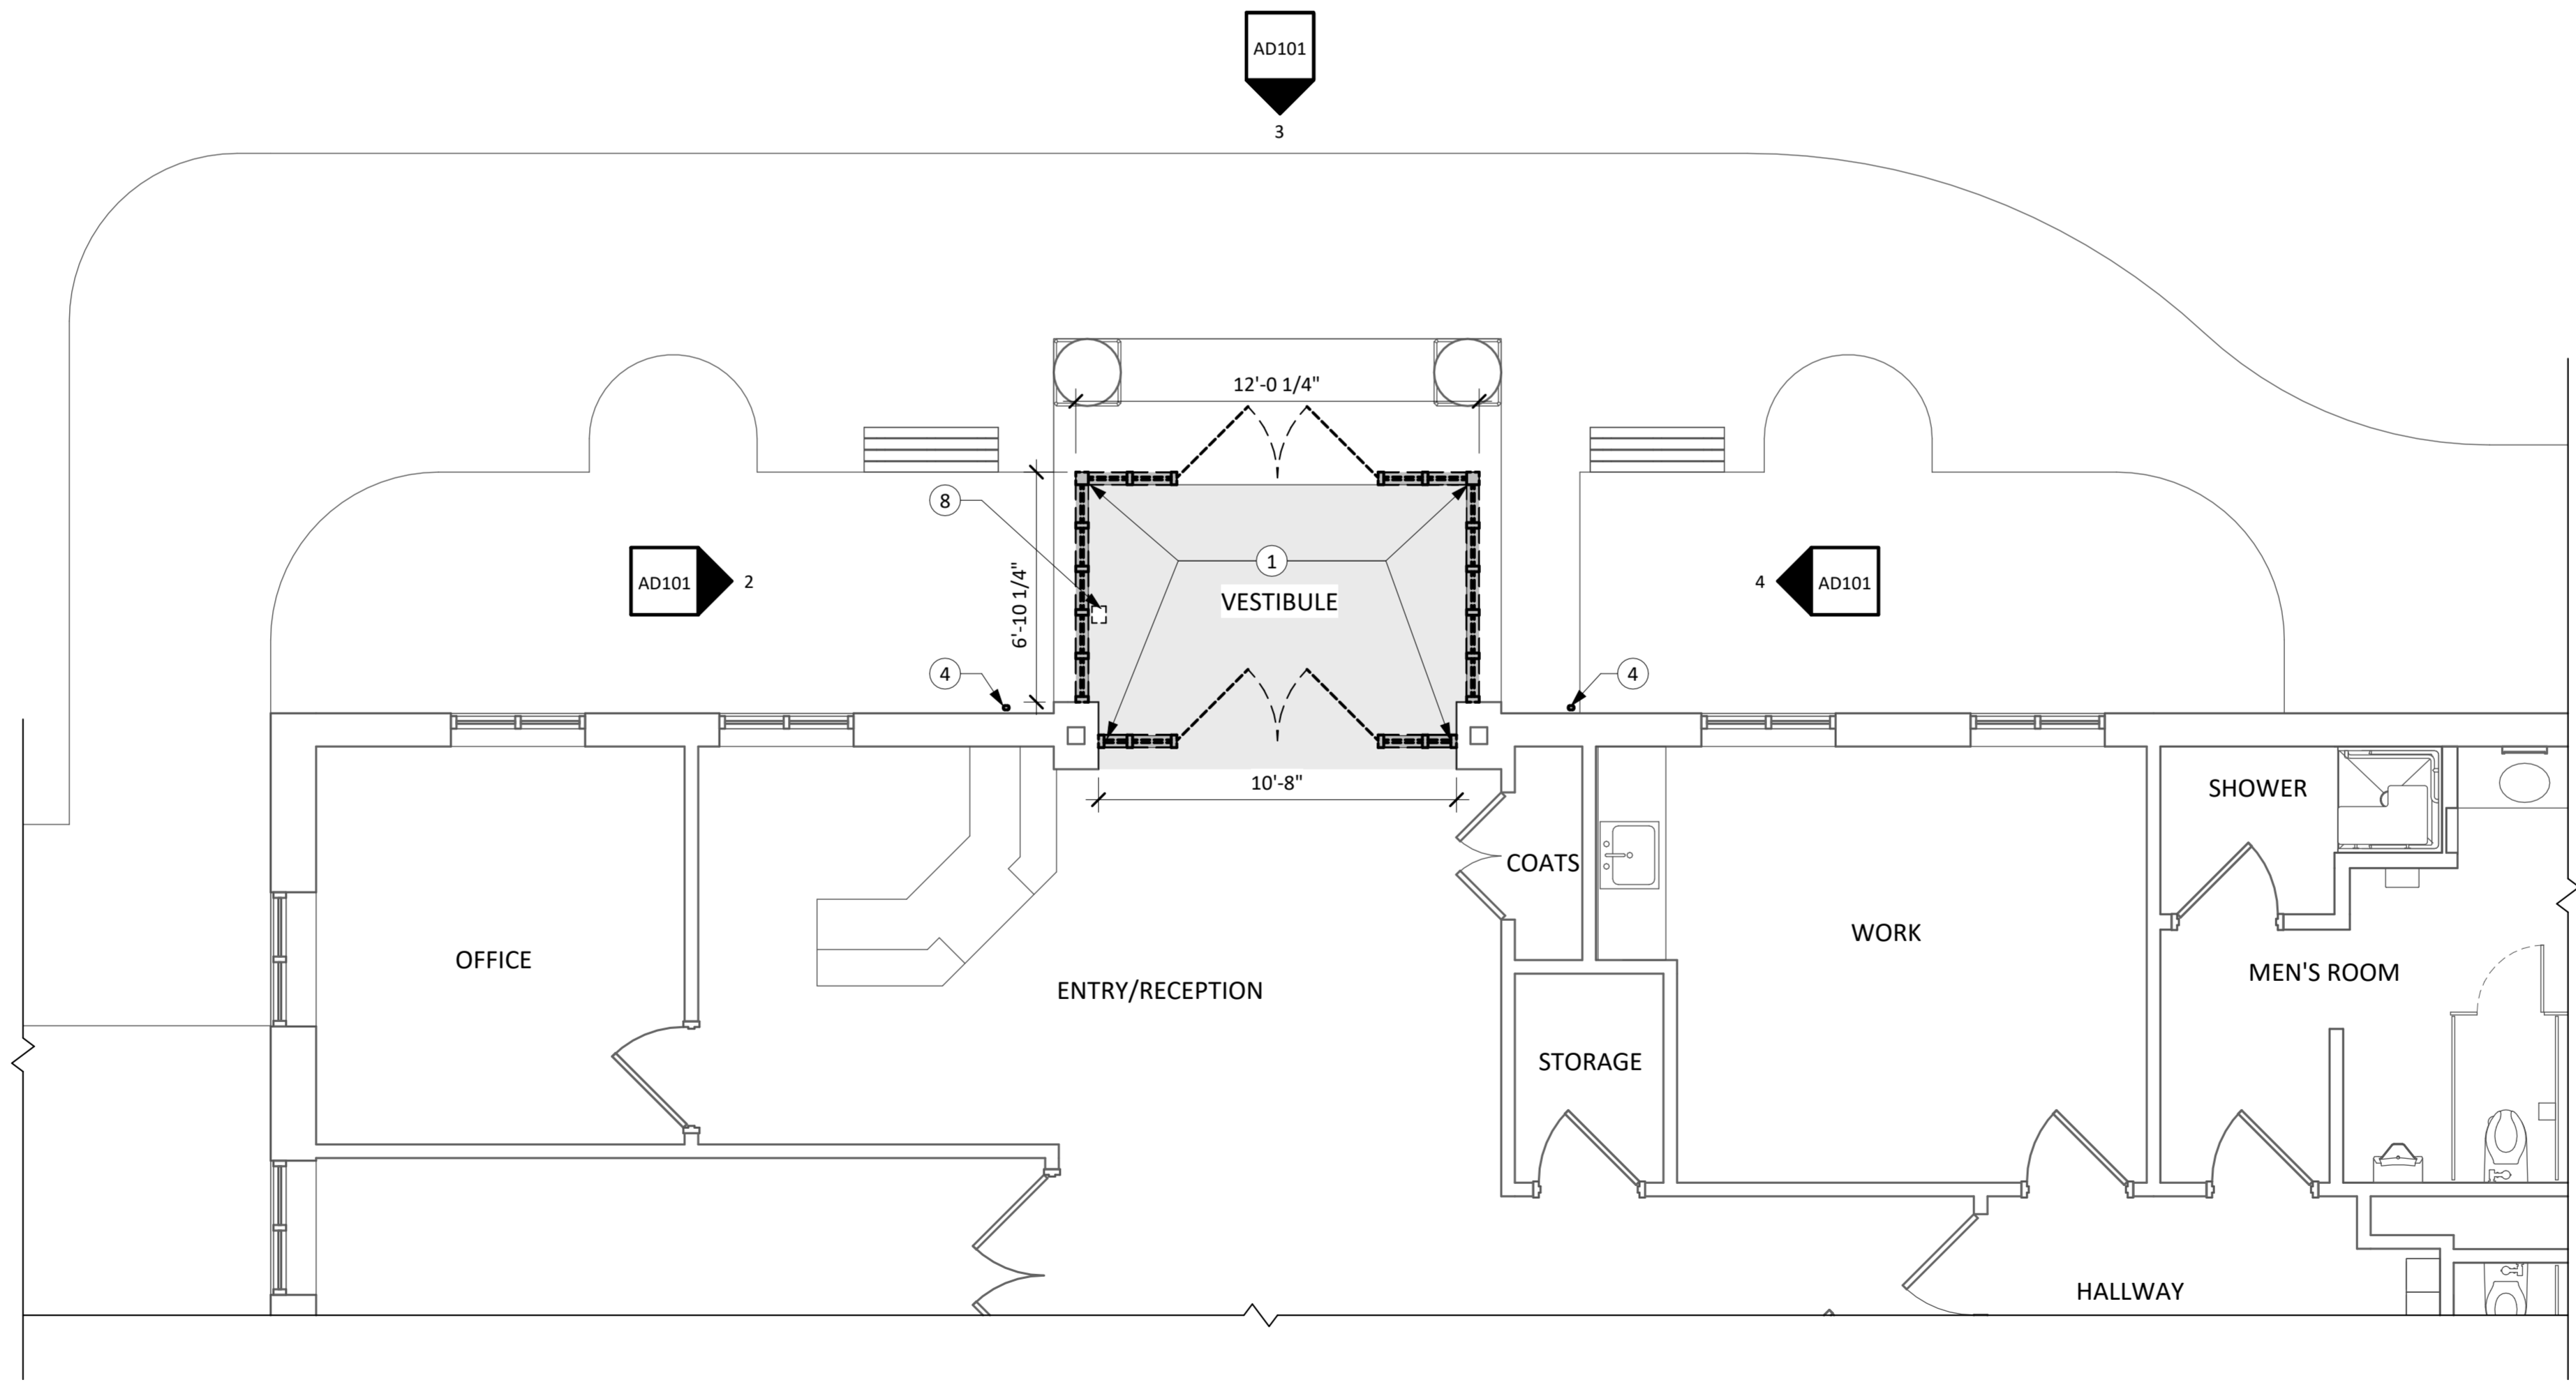 AD101
3
12'-0 1/4"
8
1
AD101
2
6'-10 1/4"
VESTIBULE
4
AD101
4
4
10'-8"
SHOWER
COATS
WORK
OFFICE
MEN'S ROOM
ENTRY/RECEPTION
STORAGE
HALLWAY